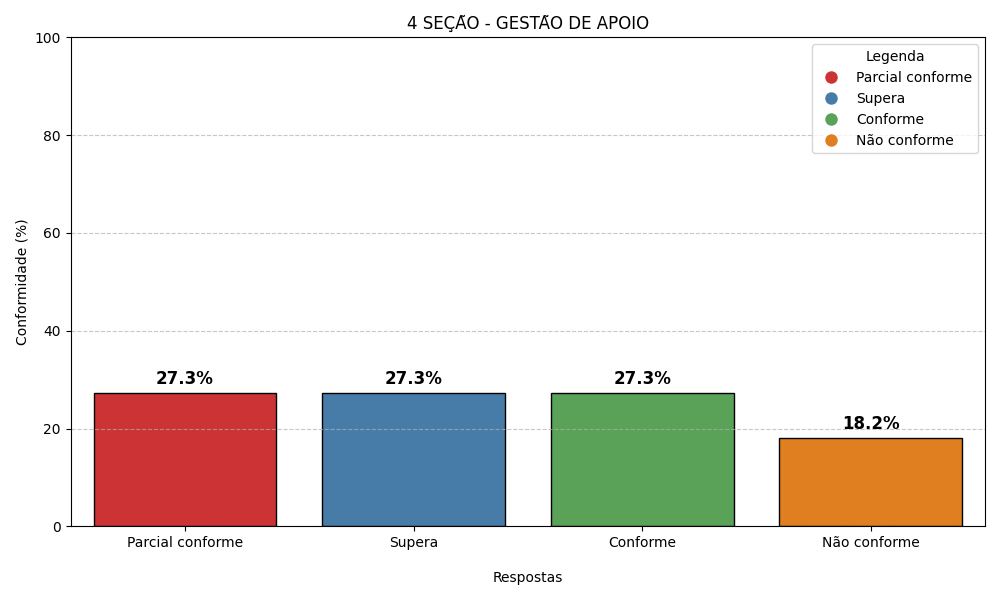 4 SEÇÃO - GESTÃO DE APOIO
Legenda
Parcial conforme
Supera
Conforme
Não conforme
Conformidade (%)
100
80
60
40
20
0
27.3%
27.3%
27.3%
18.2%
Parcial conforme
Supera
Conforme
Não conforme
Respostas